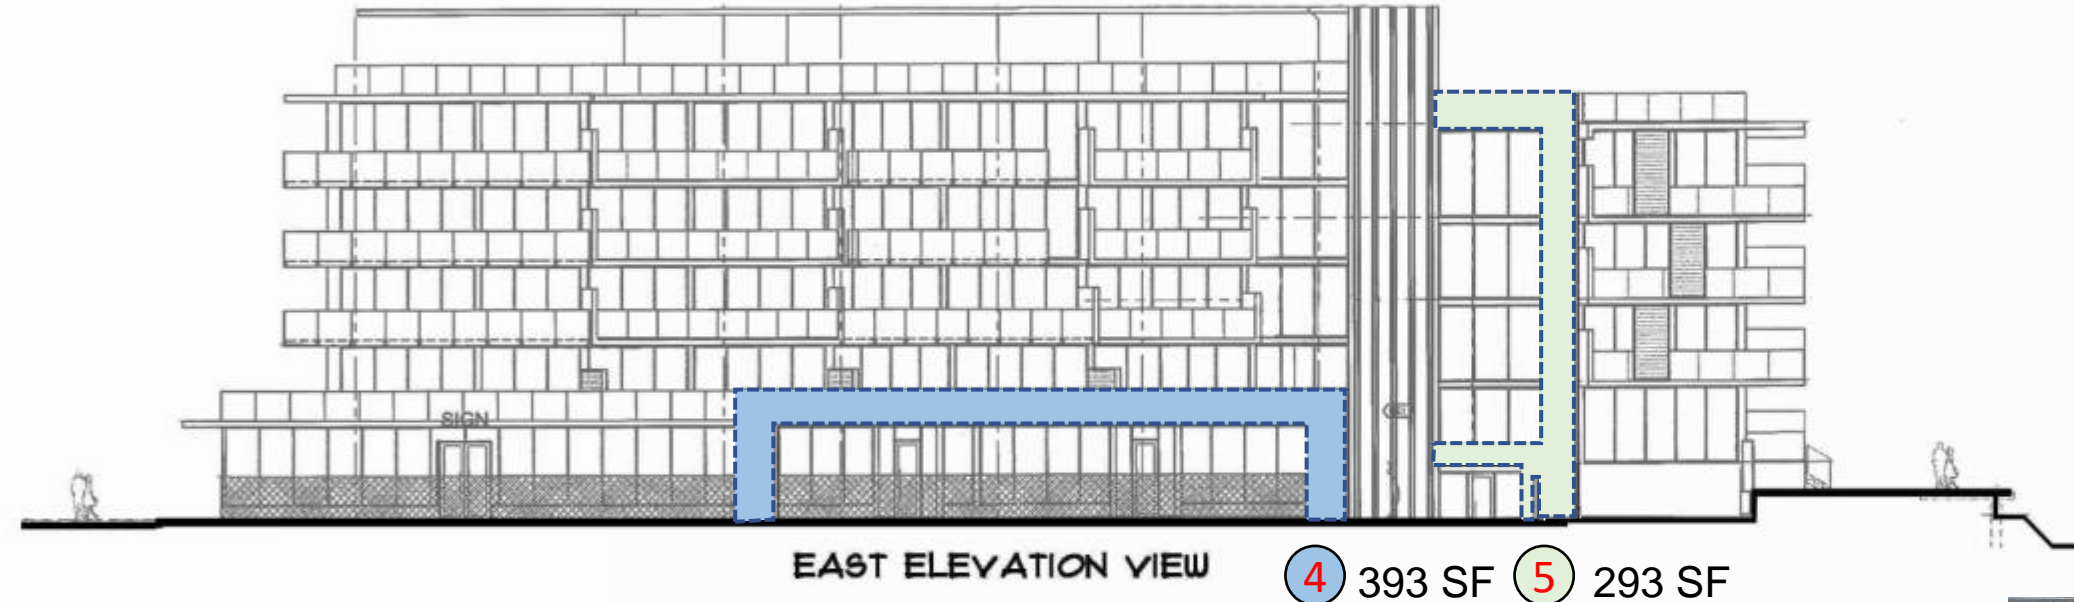 SIGN
EAST ELEVATION VIEW
4 393 SF 5 293 SF